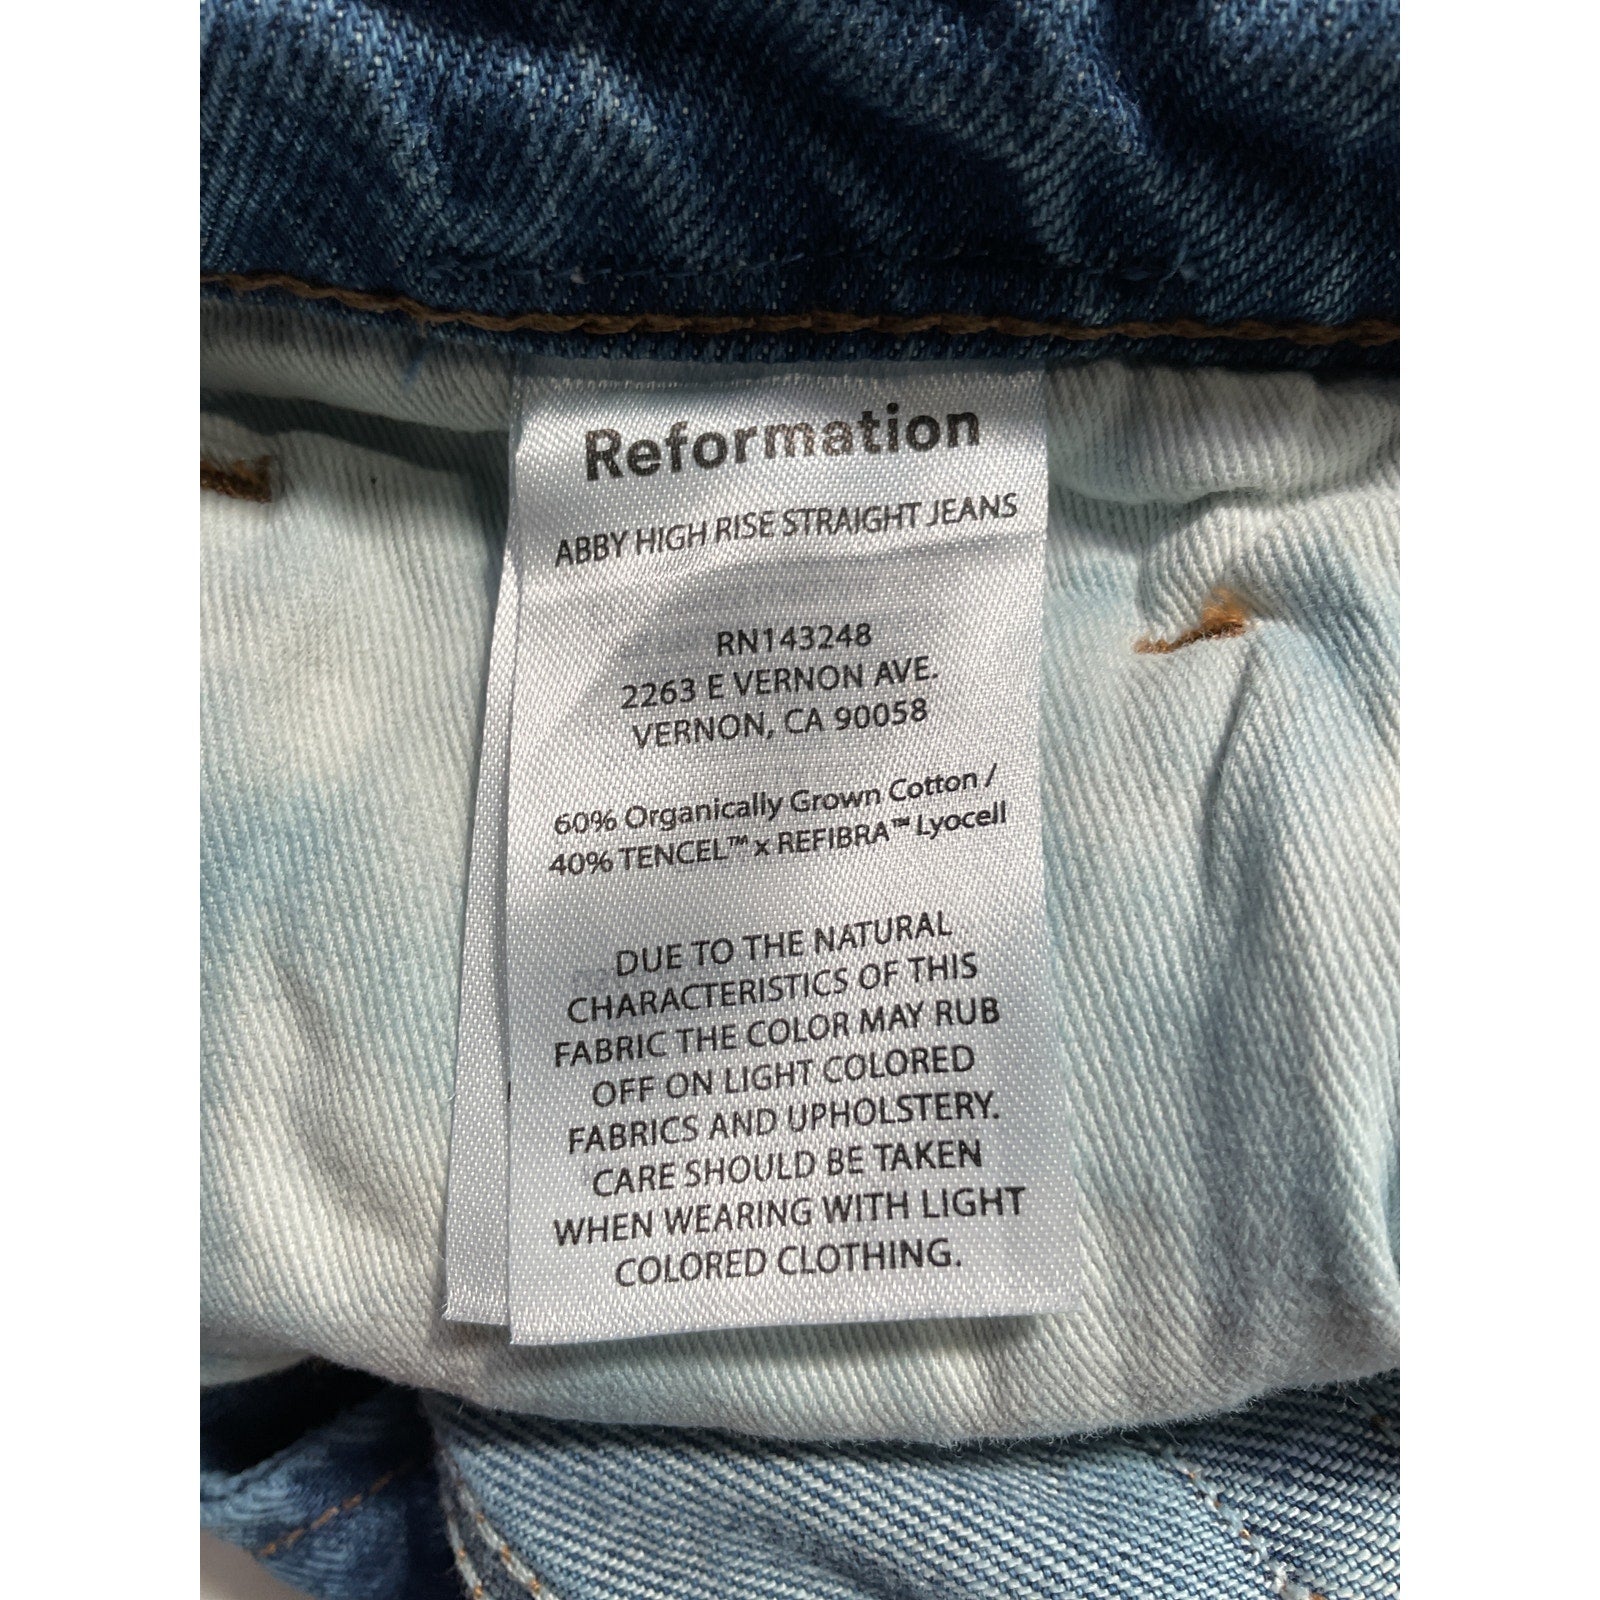 Reformation
ABBY HIGH RISE STRAIGHT JEANS
RN143248
2263 E VERNON AVE.
VERNON, CA 90058
60% Organically Grown Cotton /
40% TENCEL™ x REFIBRA™ Lyocell
DUE TO THE NATURAL
CHARACTERISTICS OF THIS
FABRIC THE COLOR MAY RUB
OFF ON LIGHT COLORED
FABRICS AND UPHOLSTERY.
CARE SHOULD BE TAKEN
WHEN WEARING WITH LIGHT
COLORED CLOTHING.